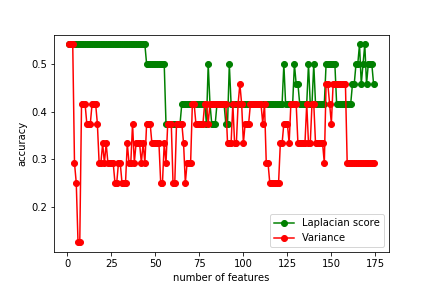 0.5
0.4
0.3
0.2
accuracy
0 25 50 75 100 125 150 175
number of features
Laplacian score
Variance